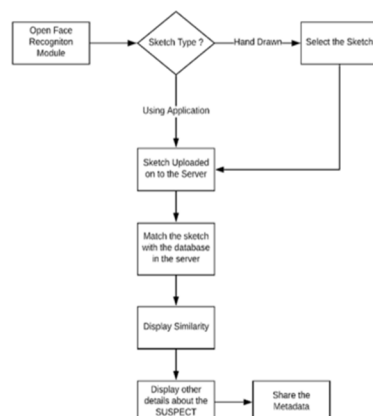 Open Face
Recogniton
Module
Sketch Type ?
Hand Drawn
Select the Sketch
Using Application
Sketch Uploaded
on to the Server
Match the sketch
with the database
in the server
Display Similarity
Display other
details about the
SUSPECT
Share the
Metadata